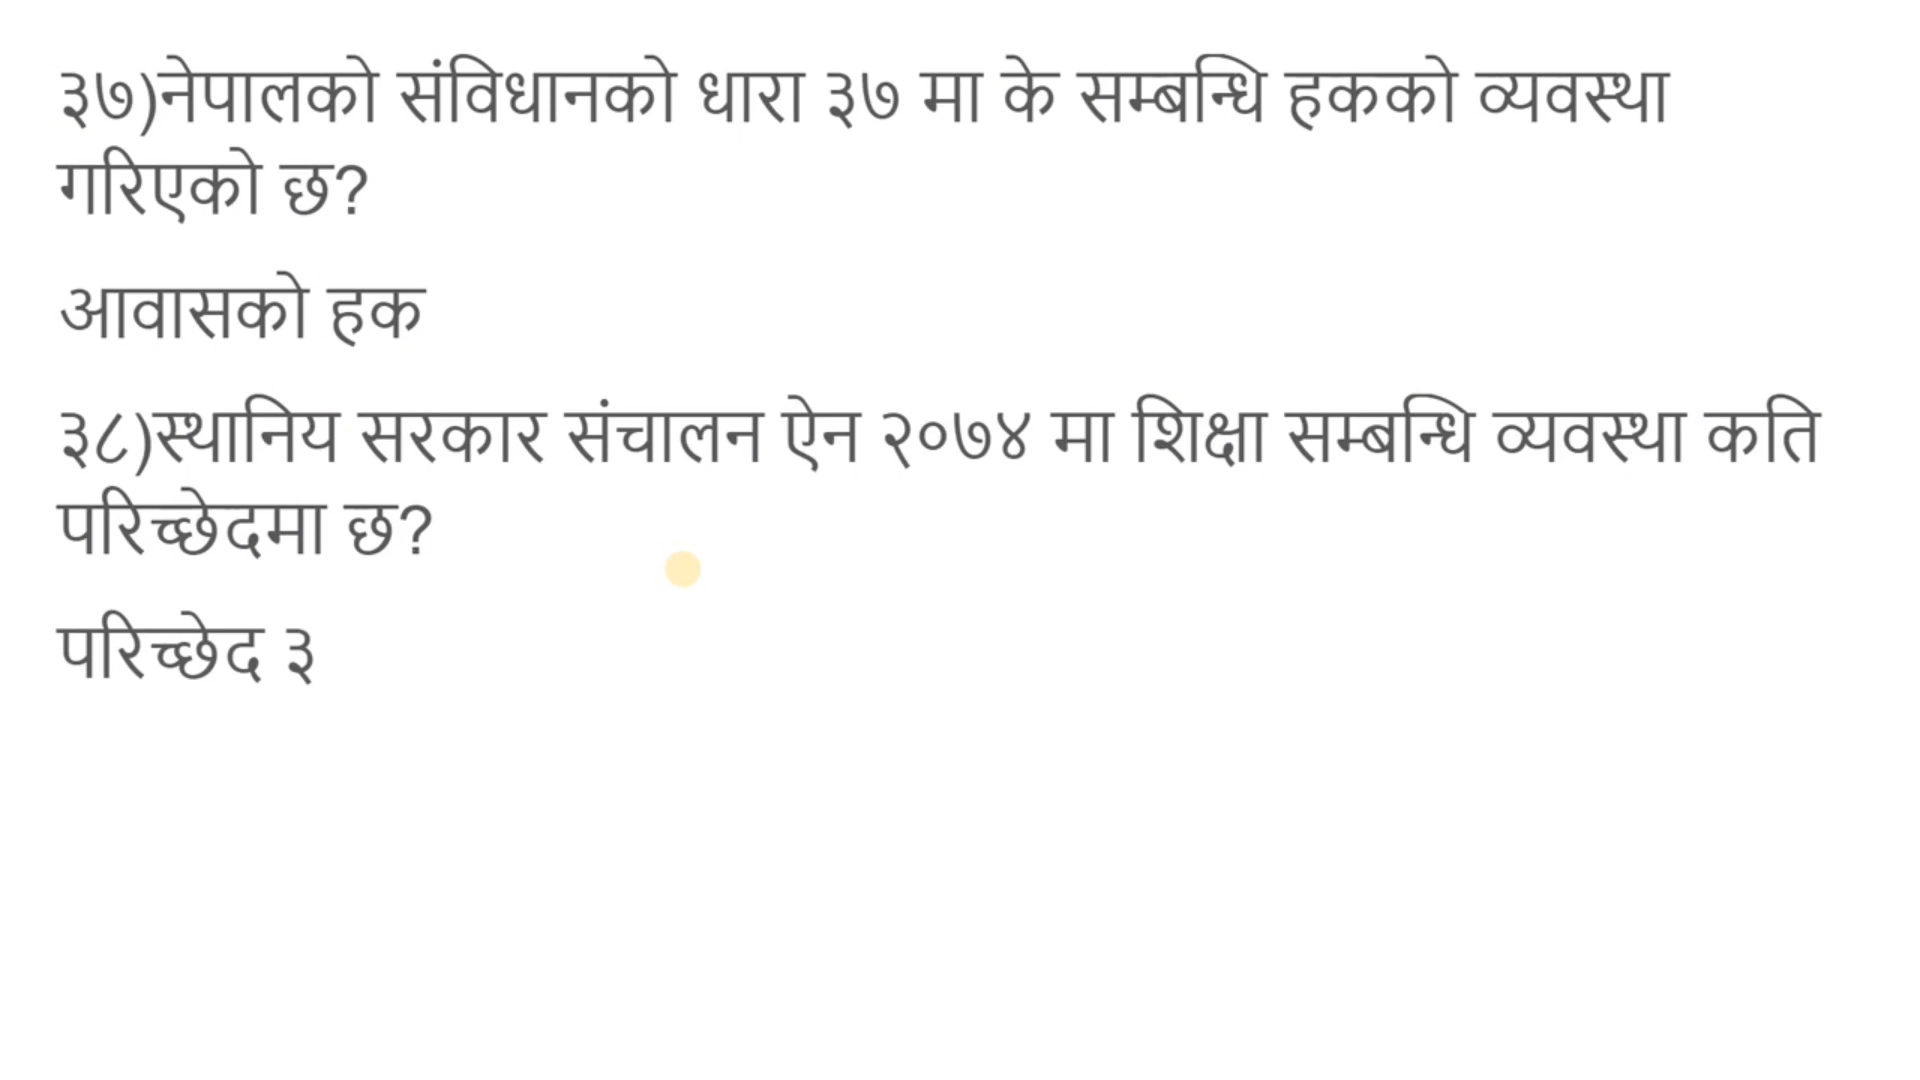 ३७)नेपालको संविधानको धारा ३७ मा के सम्बन्धि हकको व्यवस्था
गरिएको छ?
आवासको हक
३८)स्थानिय सरकार संचालन ऐन २०७४ मा शिक्षा सम्बन्धि व्यवस्था कति
परिच्छेदमा छ?
परिच्छेद ३